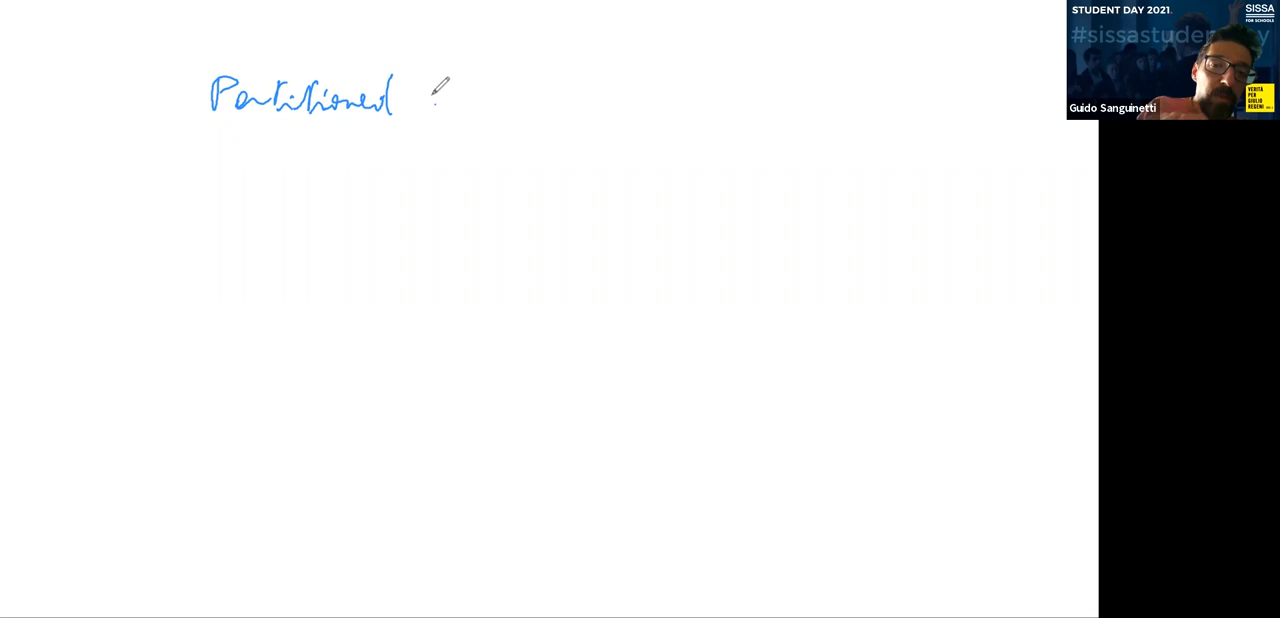 STUDENT DAY 2021.
SISSA
FOR SCHOOLS
Guido Sanguinetti
VERITÀ
PER
GIULIO
REGENI
Partitioned